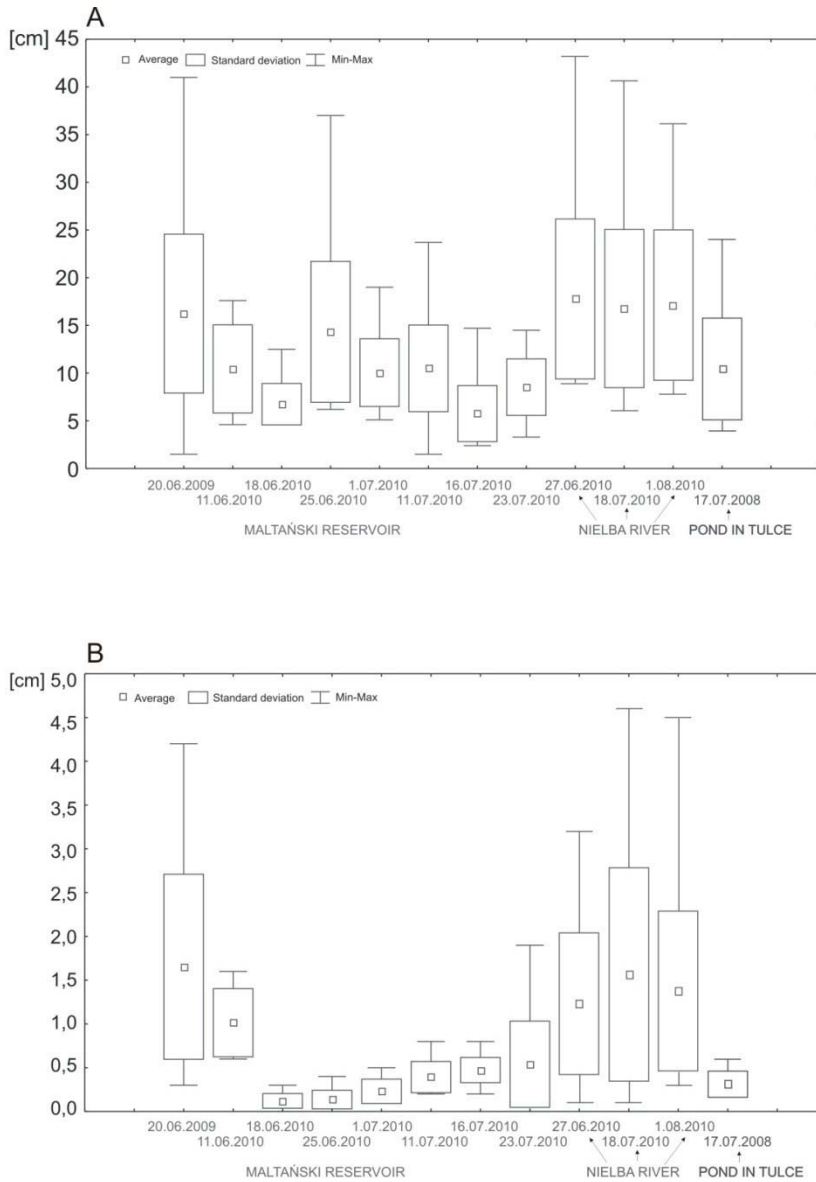 A
[cm]
45
Average Standard deviation Min-Max
40
35
30
25
20
15
10
5
0
20.06.2009 18.06.2010 1.07.2010 16.07.2010 27.06.2010 1.08.2010
11.06.2010 25.06.2010 11.07.2010 23.07.2010 18.07.2010 17.07.2008
MALTAŃSKI RESERVOIR NIELBA RIVER POND IN TULCE
B
[cm] 5,0
Average Standard deviation Min-Max
4,5
4,0
3,5
3,0
2,5
2,0
1,5
1,0
0,5
0,0
20.06.2009 18.06.2010 1.07.2010 16.07.2010 27.06.2010 1.08.2010
11.06.2010 25.06.2010 11.07.2010 23.07.2010 18.07.2010 17.07.2008
MALTAŃSKI RESERVOIR NIELBA RIVER POND IN TULCE